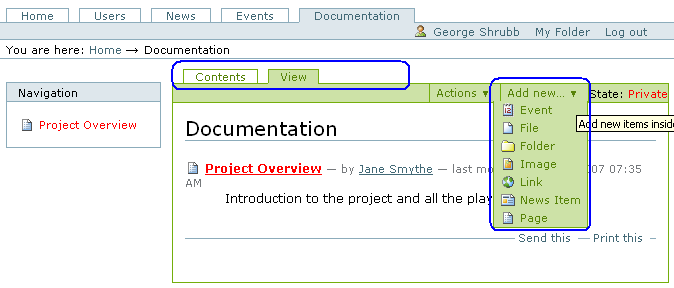 Home Users News Events Documentation
George Shrubb My Folder Log out
You are here: Home → Documentation
Contents View
Navigation
Actions ▼ Add new... ▼ State: Private
Project Overview
Event
Add new items inside
File
Documentation
Folder
Image
Project Overview — by Jane Smythe — last mo 07 07:35
AM
Link
Introduction to the project and all the play
News Item
Page
Send this — Print this